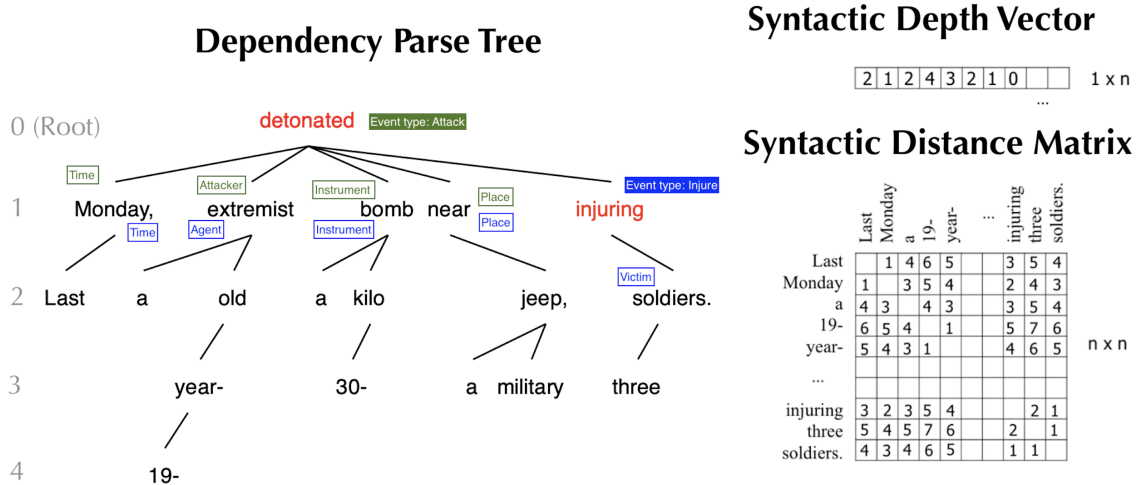 Dependency Parse Tree
0 (Root)
detonated
Event type: Attack
Time
Attacker
Instrument
Place
Event type: Injure
1
Monday,
extremist
bomb
near
injuring
Time
Agent
Instrument
Place
Victim
2
Last
a
old
a
kilo
jeep,
soldiers.
3
year-
30-
a
military
three
4
19-
Syntactic Depth Vector
2 1 2 4 3 2 1 0
1 x n
...
Syntactic Distance Matrix
Last Monday a 19- year- ... injuring three soldiers.
Last 1 4 6 5 3 5 4
Monday 1 3 5 4 2 4 3
a 4 3 4 3 3 5 4
19- 6 5 4 1 5 7 6
year- 5 4 3 1 4 6 5
...
injuring 3 2 3 5 4 2 1
three 5 4 5 7 6 2 1
soldiers. 4 3 4 6 5 1 1
n x n